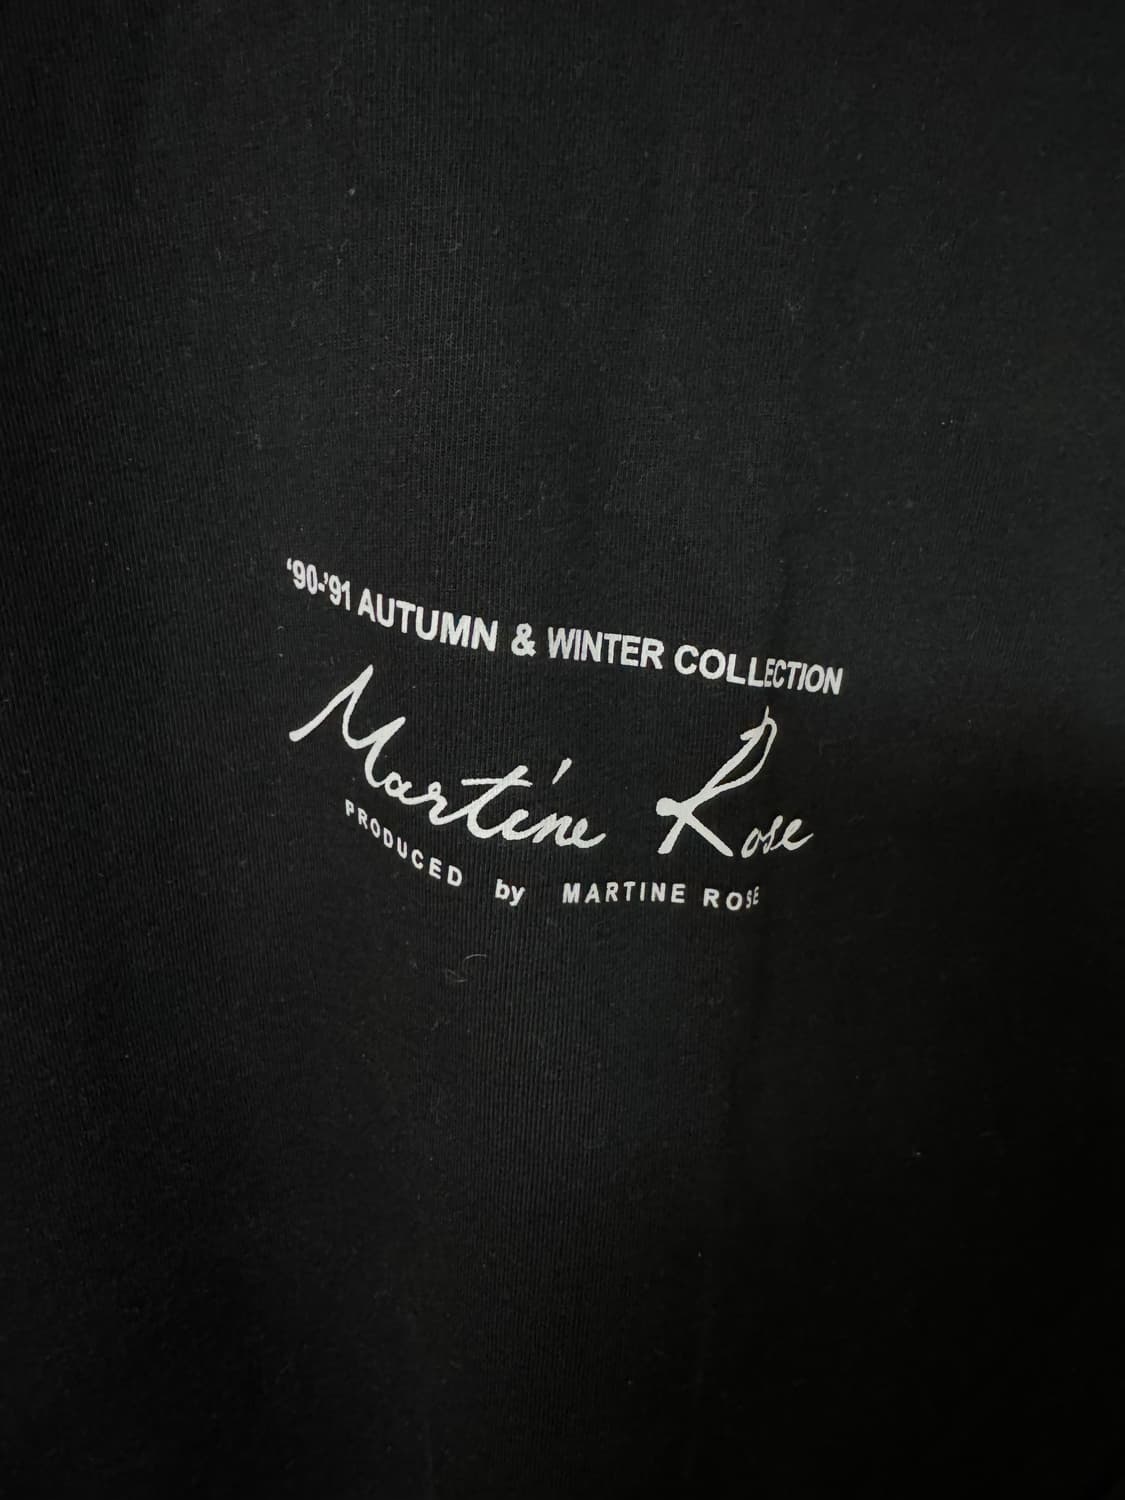 ‘90-’91 AUTUMN & WINTER COLLECTION
Martine Rose
PRODUCED by MARTINE ROSE